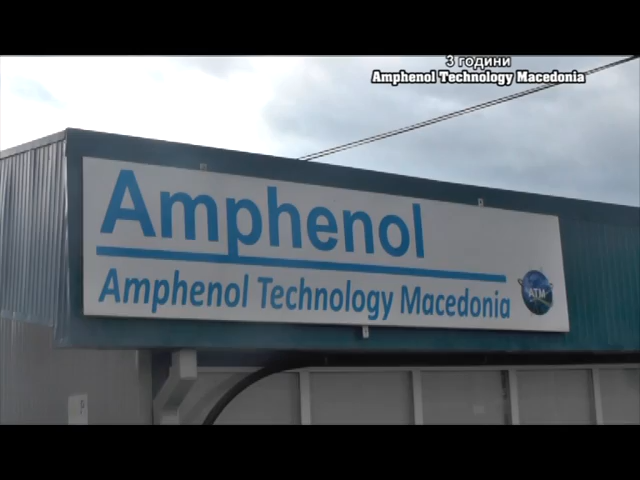 3 години
Amphenol Technology Macedonia
Amphenol
Amphenol Technology Macedonia
ATM